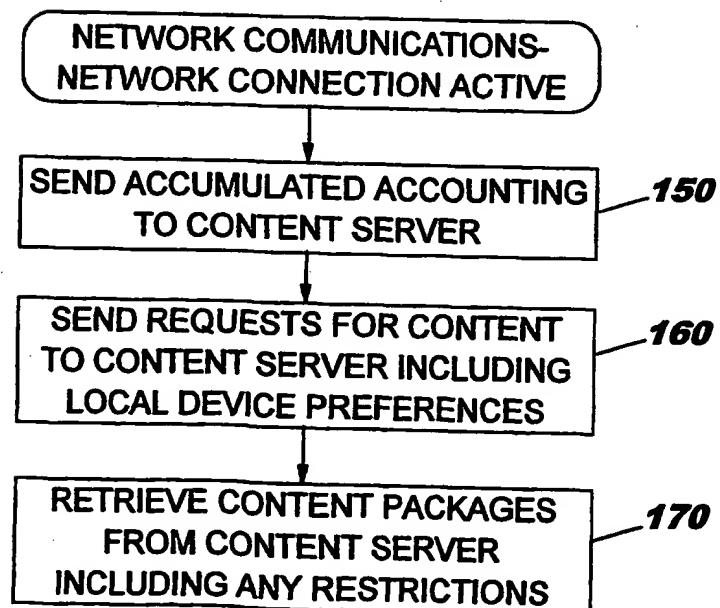 NETWORK COMMUNICATIONS-
NETWORK CONNECTION ACTIVE
SEND ACCUMULATED ACCOUNTING
TO CONTENT SERVER
150
SEND REQUESTS FOR CONTENT
TO CONTENT SERVER INCLUDING
LOCAL DEVICE PREFERENCES
160
RETRIEVE CONTENT PACKAGES
FROM CONTENT SERVER
INCLUDING ANY RESTRICTIONS
170